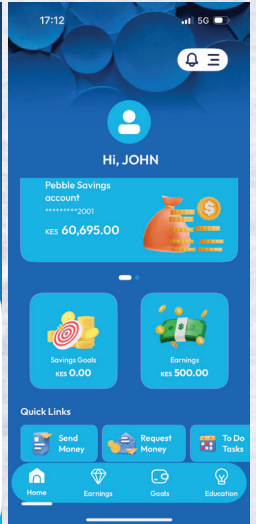 17:12
5G
Hi, JOHN
Pebble Savings
account
*********2001
KES 60,695.00
Savings Goals
KES 0.00
Earnings
KES 500.00
Quick Links
Send
Money
Request
Money
To Do
Tasks
Home
Earnings
Goals
Education